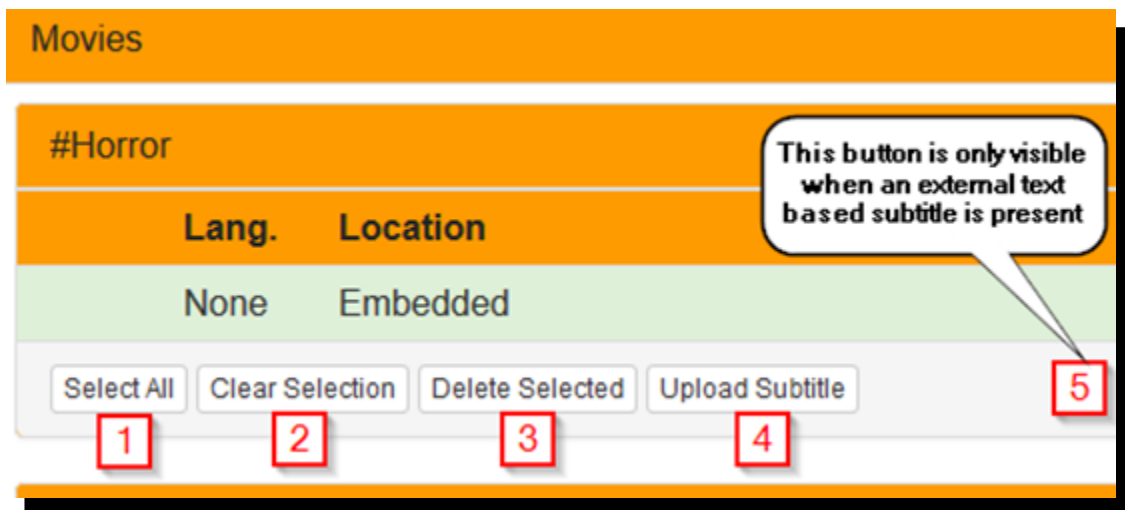 Movies
#Horror
This button is only visible
when an external text
based subtitle is present
Lang. Location
None Embedded
Select All Clear Selection Delete Selected Upload Subtitle 5
1 2 3 4